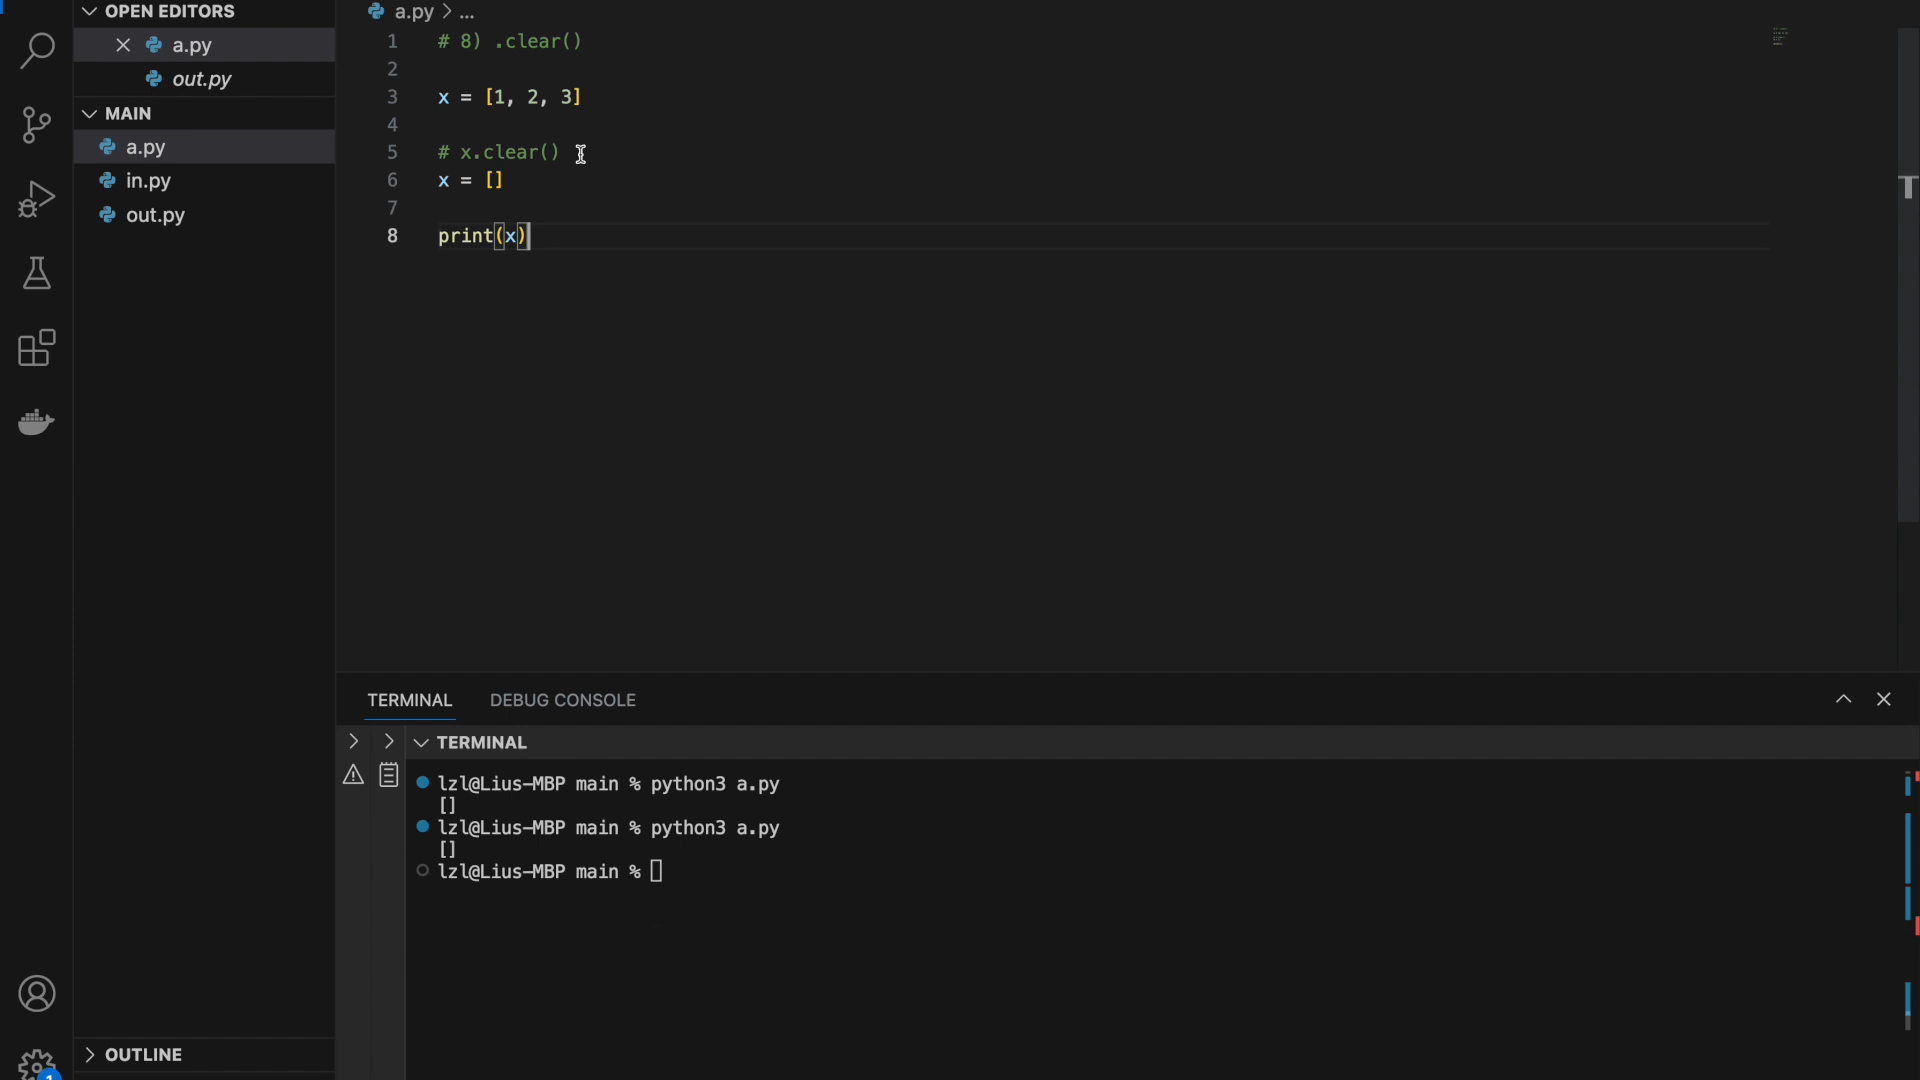 OPEN EDITORS
a.py
out.py
MAIN
a.py
in.py
out.py
OUTLINE
1
a.py > ...
1 # 8) .clear()
2
3 x = [1, 2, 3]
4
5 # x.clear()
6 x = []
7
8 print(x)
TERMINAL DEBUG CONSOLE
TERMINAL
lzl@Lius-MBP main % python3 a.py
[]
lzl@Lius-MBP main % python3 a.py
[]
lzl@Lius-MBP main %
T